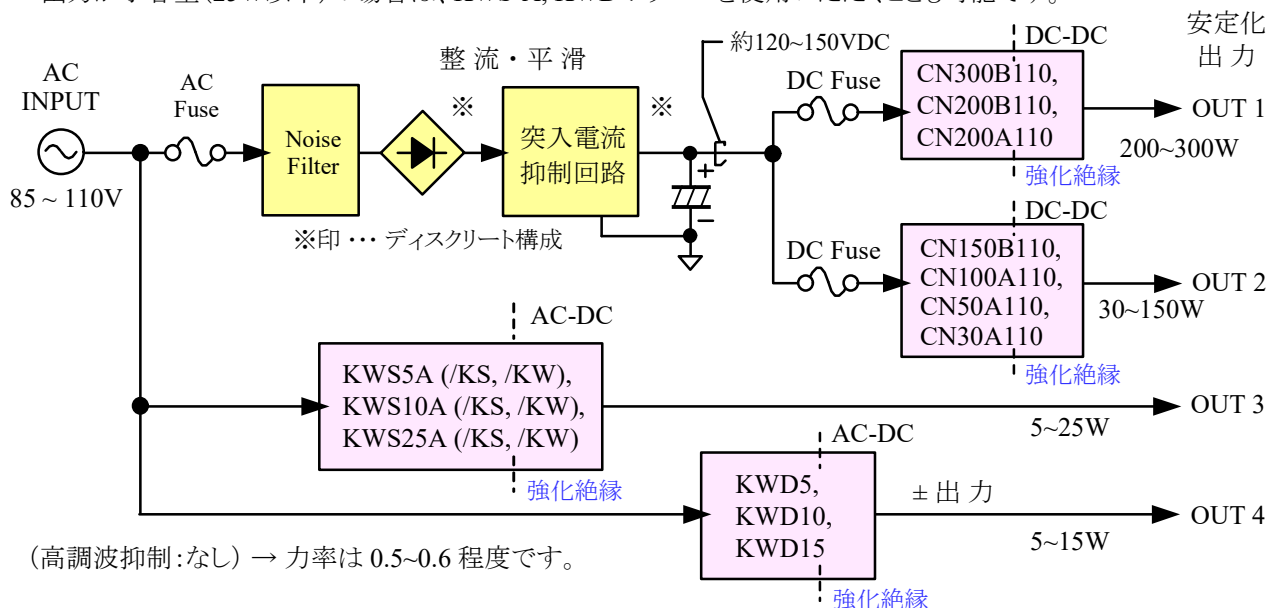 安定化
出 力
DC-DC
約120~150VDC
整 流 ・ 平 滑
AC
INPUT
AC
Fuse
DC Fuse
CN300B110,
CN200B110,
CN200A110
OUT 1
200~300W
強化絶縁
※
※
Noise
Filter
突入電流
抑制回路
+
−
85 ~ 110V
※印 ・・・ ディスクリート構成
DC-DC
DC Fuse
CN150B110,
CN100A110,
CN50A110,
CN30A110
OUT 2
30~150W
強化絶縁
AC-DC
KWS5A (/KS, /KW),
KWS10A (/KS, /KW),
KWS25A (/KS, /KW)
OUT 3
5~25W
強化絶縁
AC-DC
KWD5,
KWD10,
KWD15
± 出 力
OUT 4
5~15W
強化絶縁
(高調波抑制:なし) → 力率は 0.5~0.6 程度です。